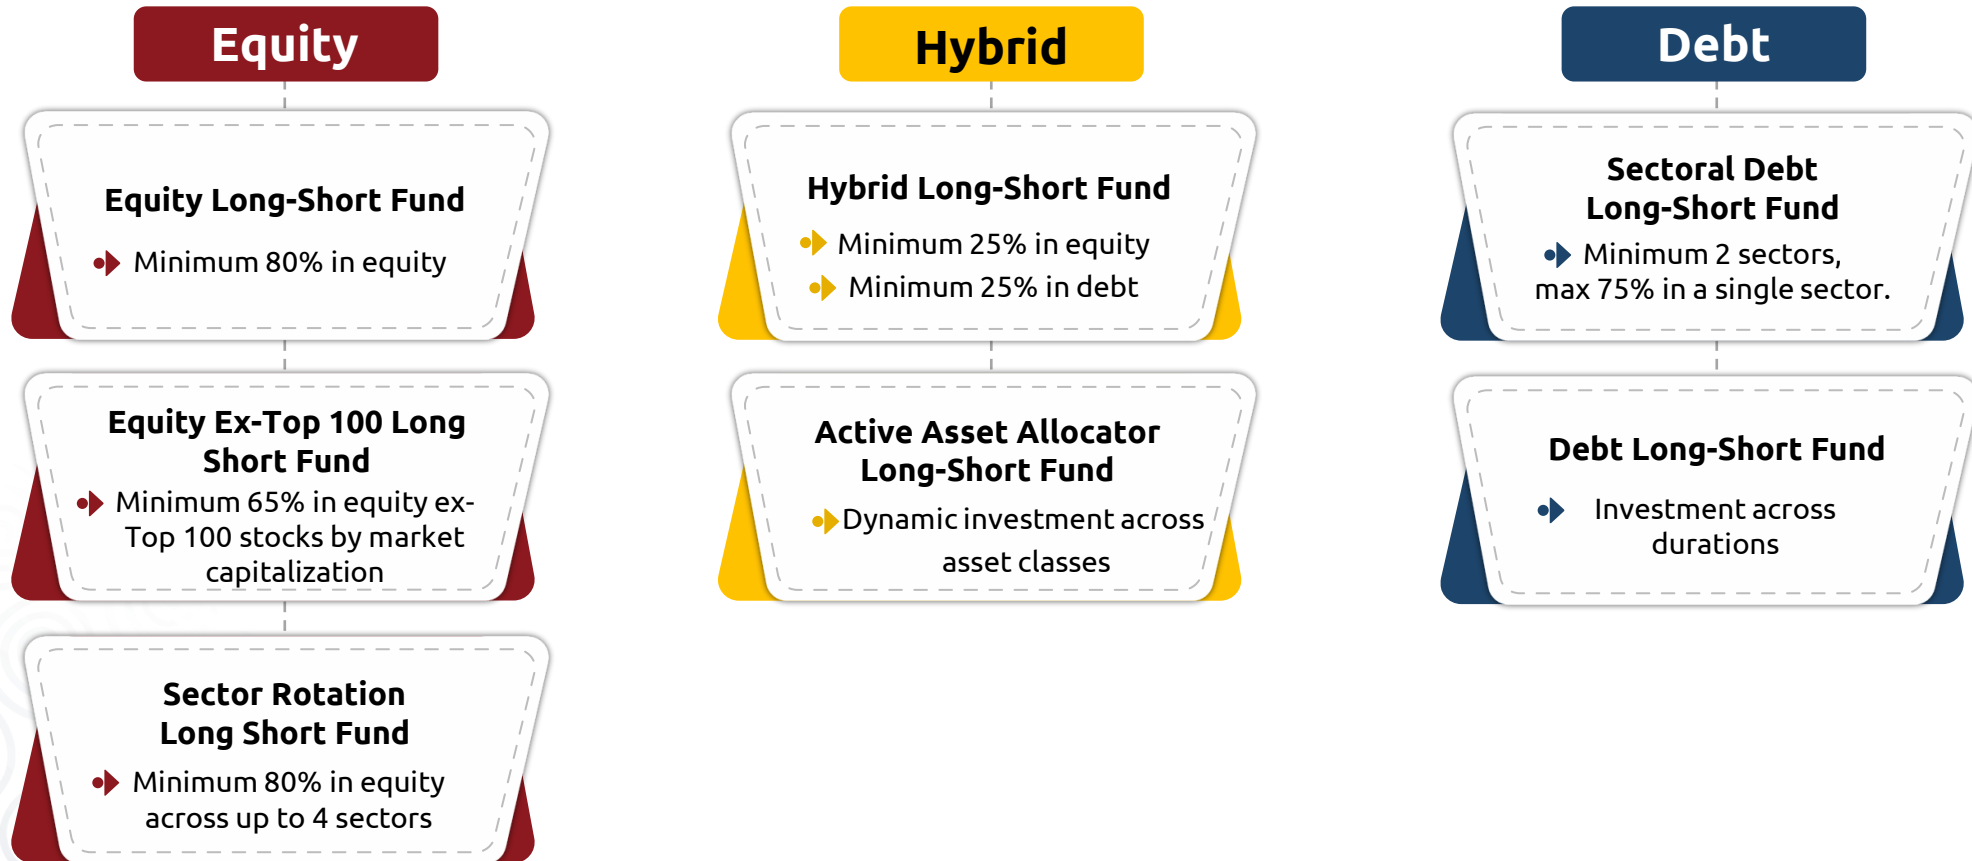 Equity
Equity Long-Short Fund
Minimum 80% in equity
Equity Ex-Top 100 Long
Short Fund
Minimum 65% in equity ex-
Top 100 stocks by market
capitalization
Sector Rotation
Long Short Fund
Minimum 80% in equity
across up to 4 sectors
Hybrid
Hybrid Long-Short Fund
Minimum 25% in equity
Minimum 25% in debt
Active Asset Allocator
Long-Short Fund
Dynamic investment across
asset classes
Debt
Sectoral Debt
Long-Short Fund
Minimum 2 sectors,
max 75% in a single sector.
Debt Long-Short Fund
Investment across
durations